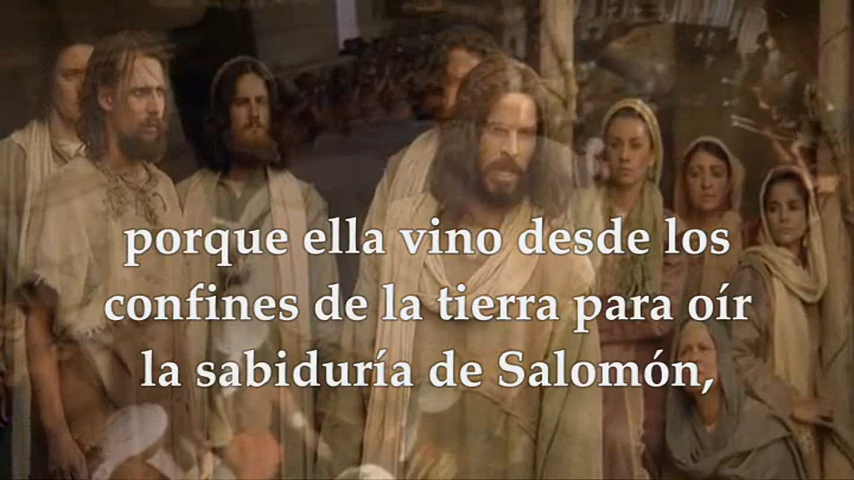 porque ella vino desde los
confines de la tierra para oír
la sabiduría de Salomón,